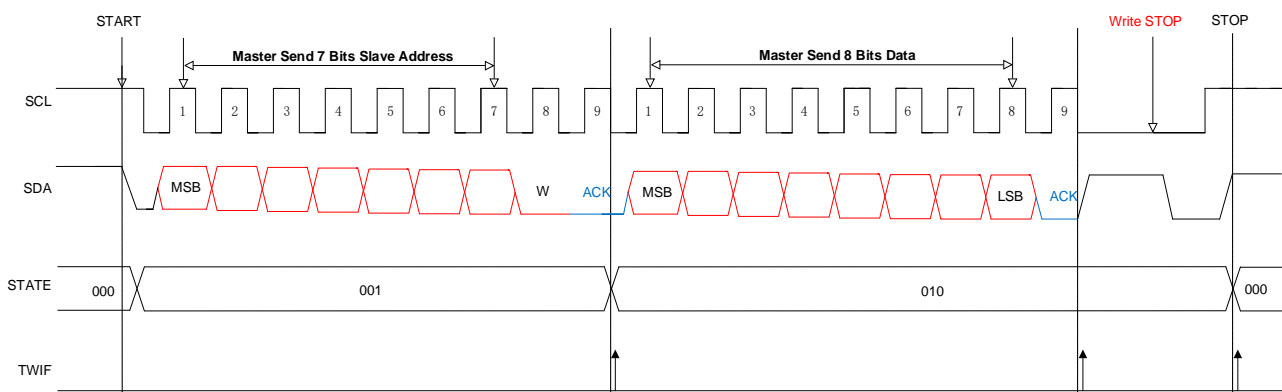 START
Write STOP
STOP
Master Send 7 Bits Slave Address
Master Send 8 Bits Data
SCL
1 2 3 4 5 6 7 8 9 1 2 3 4 5 6 7 8 9
SDA
MSB W ACK MSB LSB ACK
STATE
000 001 010 000
TWIF